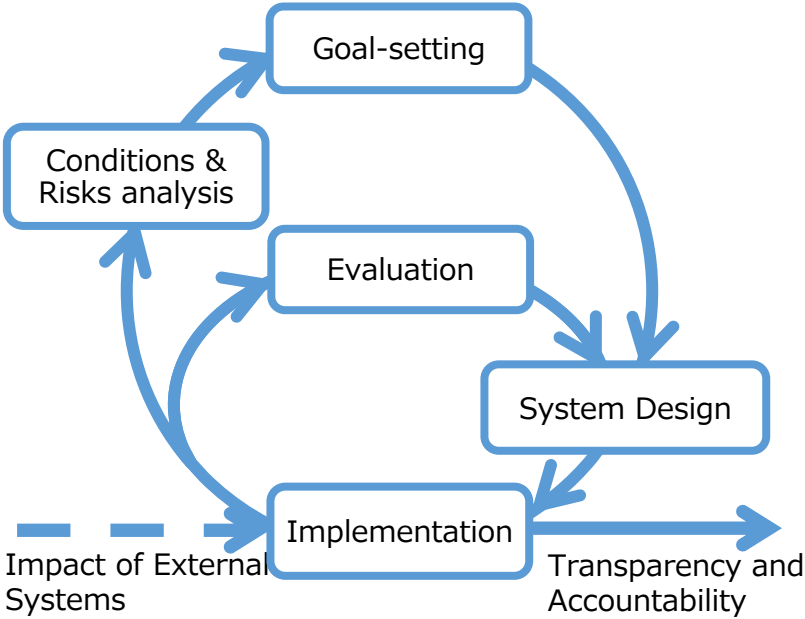 Goal-setting
Conditions &
Risks analysis
Evaluation
System Design
Implementation
Impact of External
Systems
Transparency and
Accountability